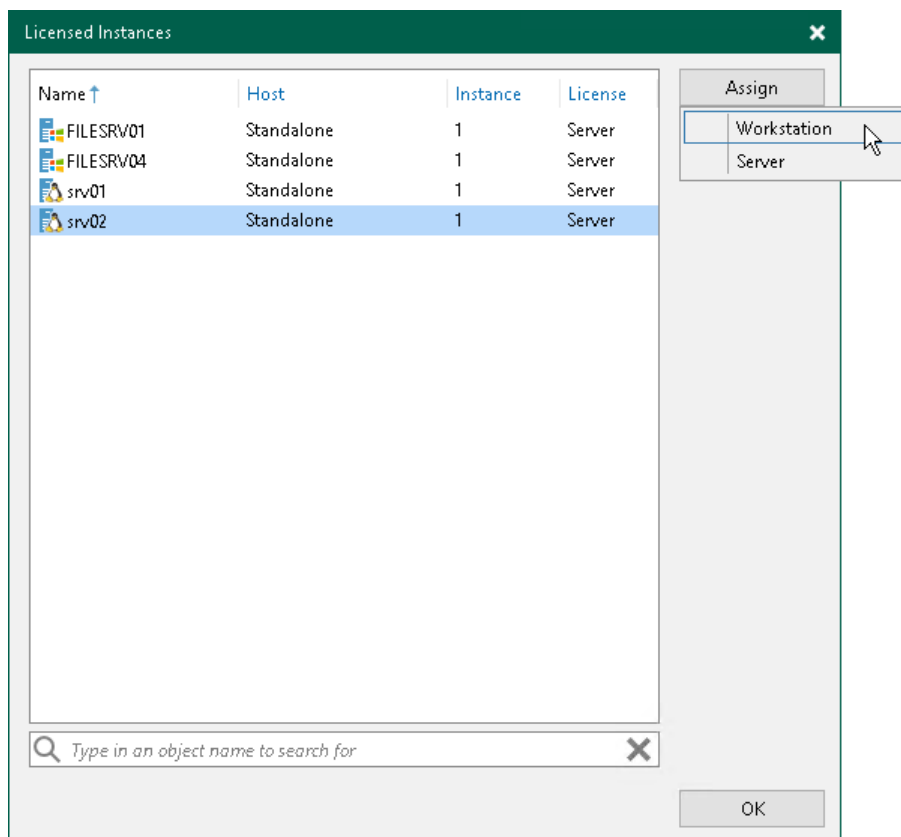 Licensed Instances
Name Host Instance License
Assign
FILESRV01 Standalone 1 Server
FILESRV04 Standalone 1 Server
srv01 Standalone 1 Server
srv02 Standalone 1 Server
Workstation
Server
Type in an object name to search for
OK